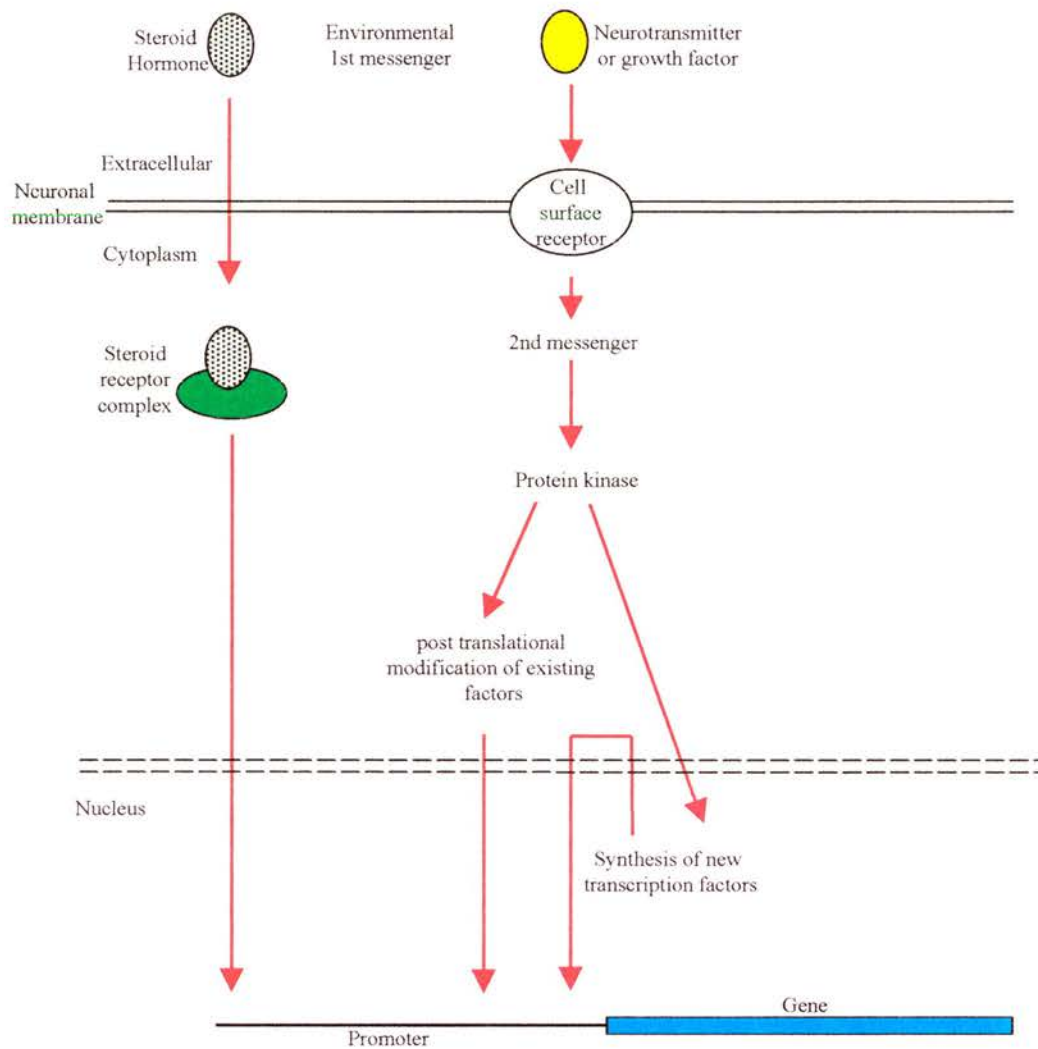 Steroid
Hormone
Environmental
1st messenger
Neurotransmitter
or growth factor
Extracellular
Neuronal
membrane
Cell
surface
receptor
Cytoplasm
2nd messenger
Steroid
receptor
complex
Protein kinase
post translational
modification of existing
factors
Nucleus
Synthesis of new
transcription factors
Gene
Promoter